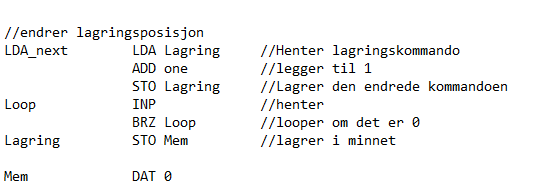 //endrer lagringsposisjon
LDA_next LDA Lagring //Henter lagringskommando
ADD one //legger til 1
STO Lagring //Lagrer den endrede kommandoen
Loop INP //henter
BRZ Loop //looper om det er 0
Lagring STO Mem //lagrer i minnet
Mem DAT 0